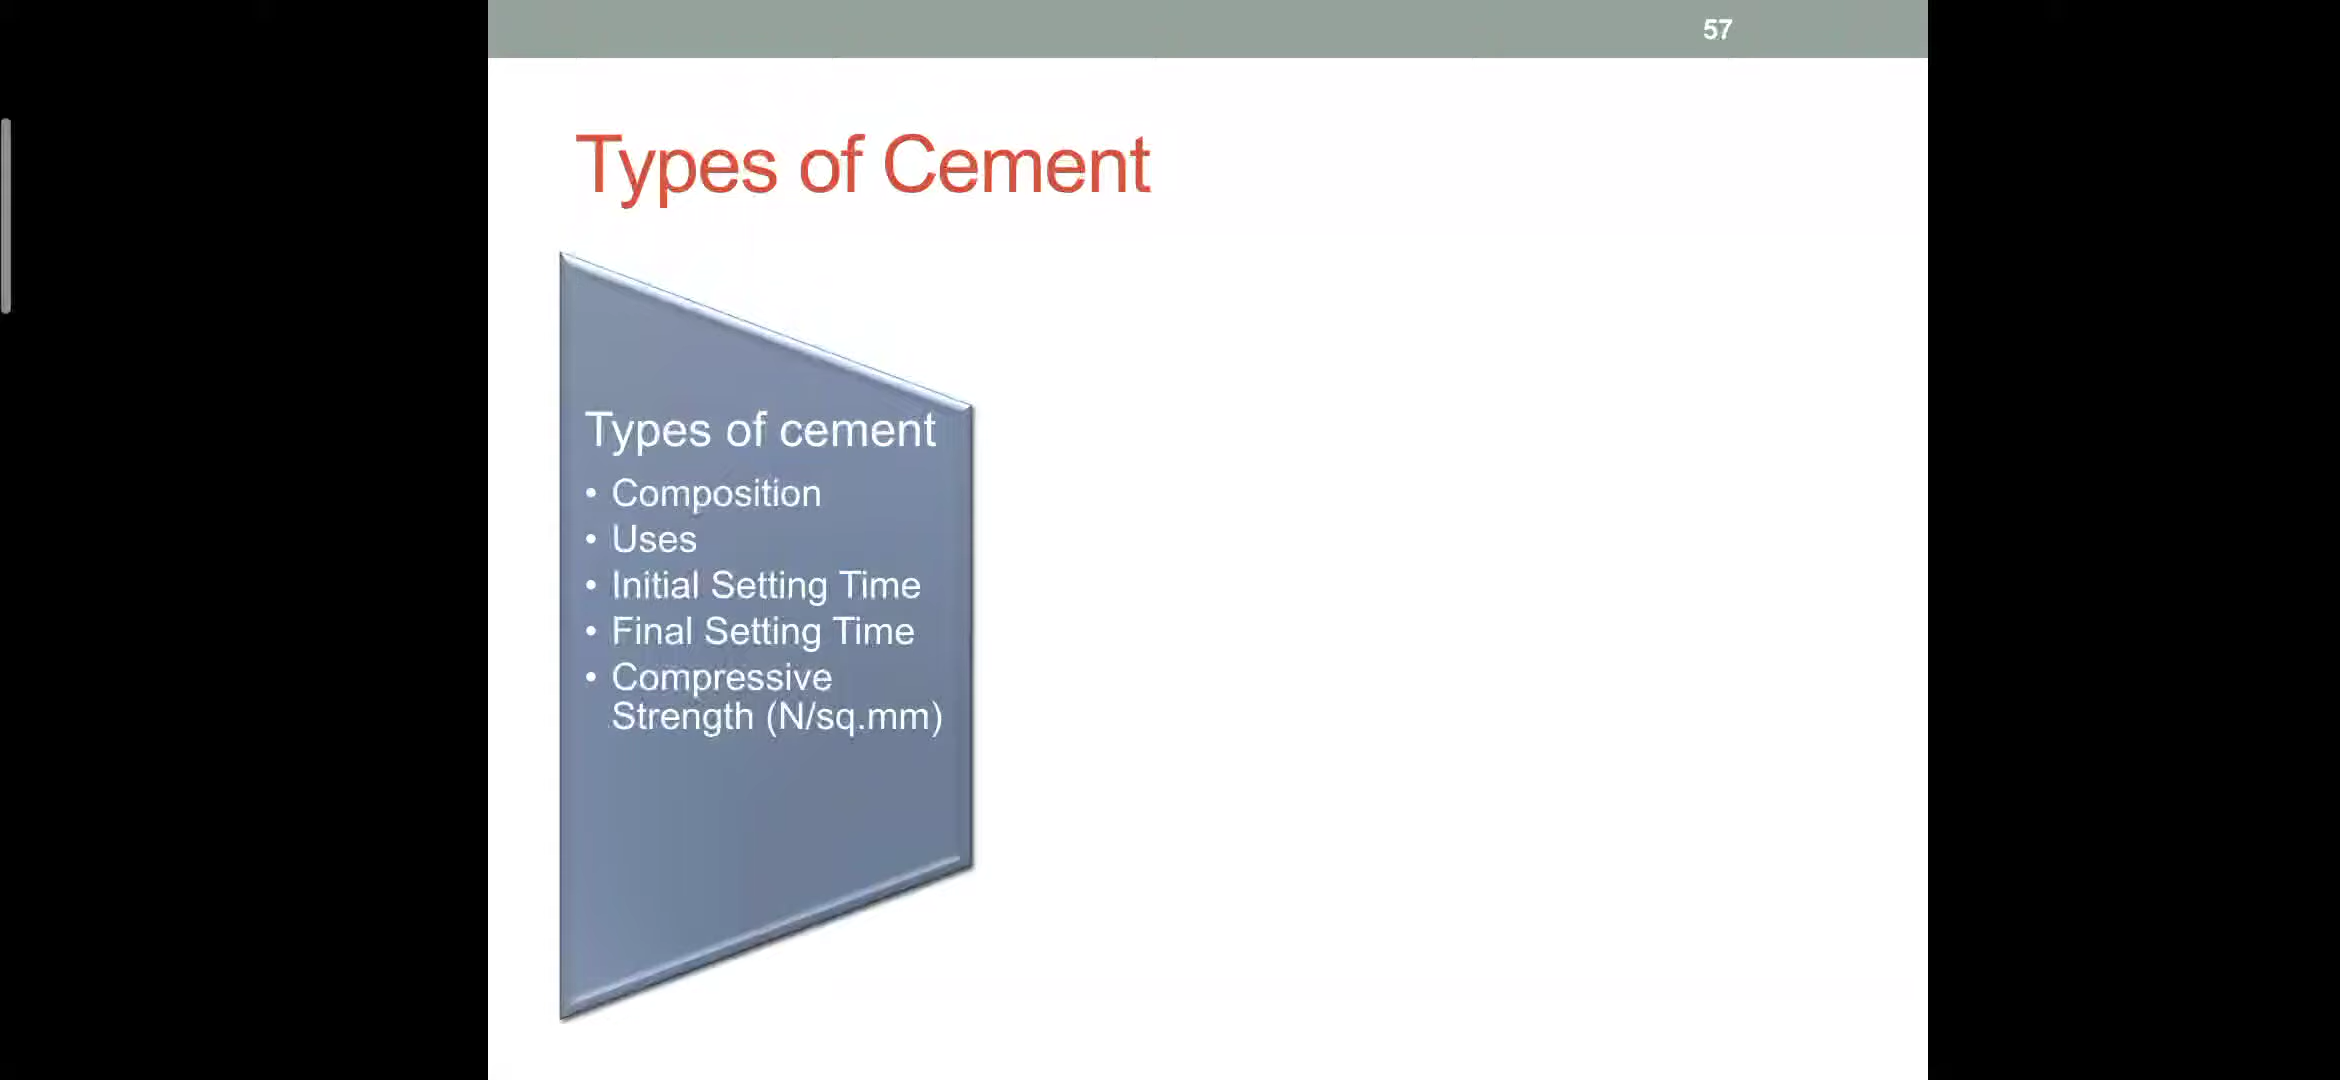 57
Types of Cement
Types of cement
• Composition
• Uses
• Initial Setting Time
• Final Setting Time
• Compressive
Strength (N/sq.mm)